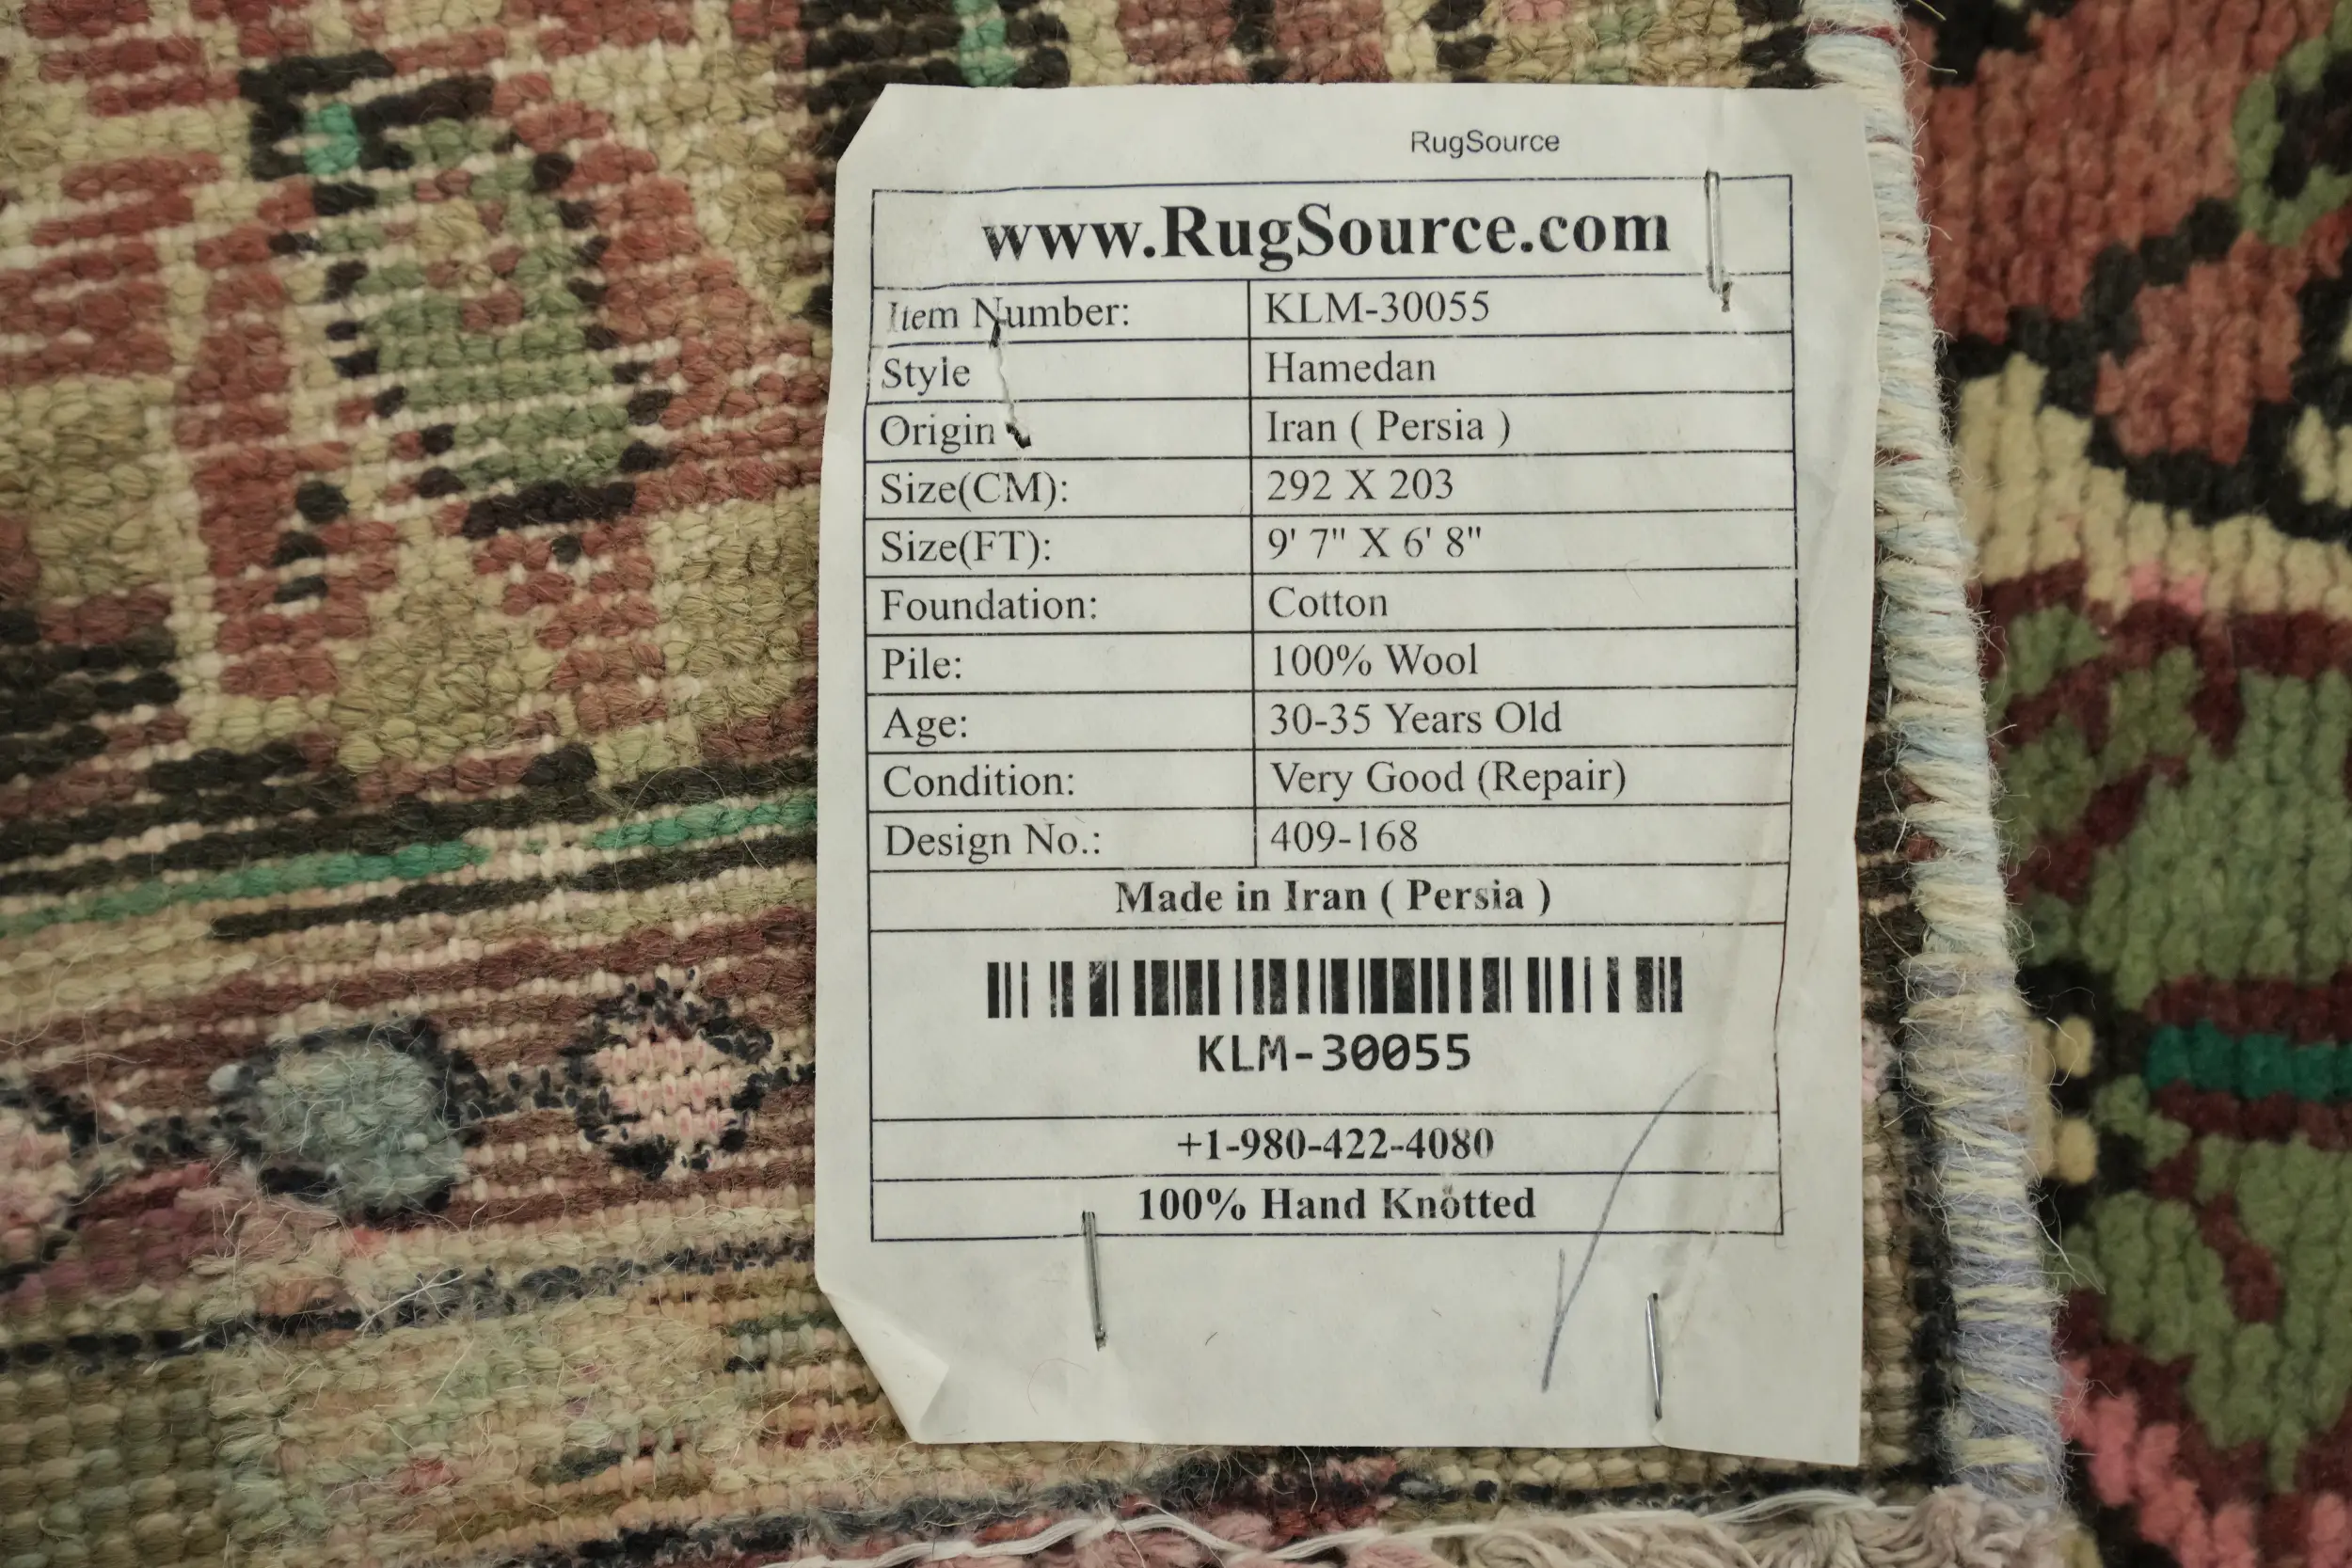 RugSource
www.RugSource.com
Item Number: KLM-30055
Style Hamedan
Origin Iran ( Persia )
Size(CM): 292 X 203
Size(FT): 9' 7" X 6' 8"
Foundation: Cotton
Pile: 100% Wool
Age: 30-35 Years Old
Condition: Very Good (Repair)
Design No.: 409-168
Made in Iran ( Persia )
KLM-30055
+1-980-422-4080
100% Hand Knotted